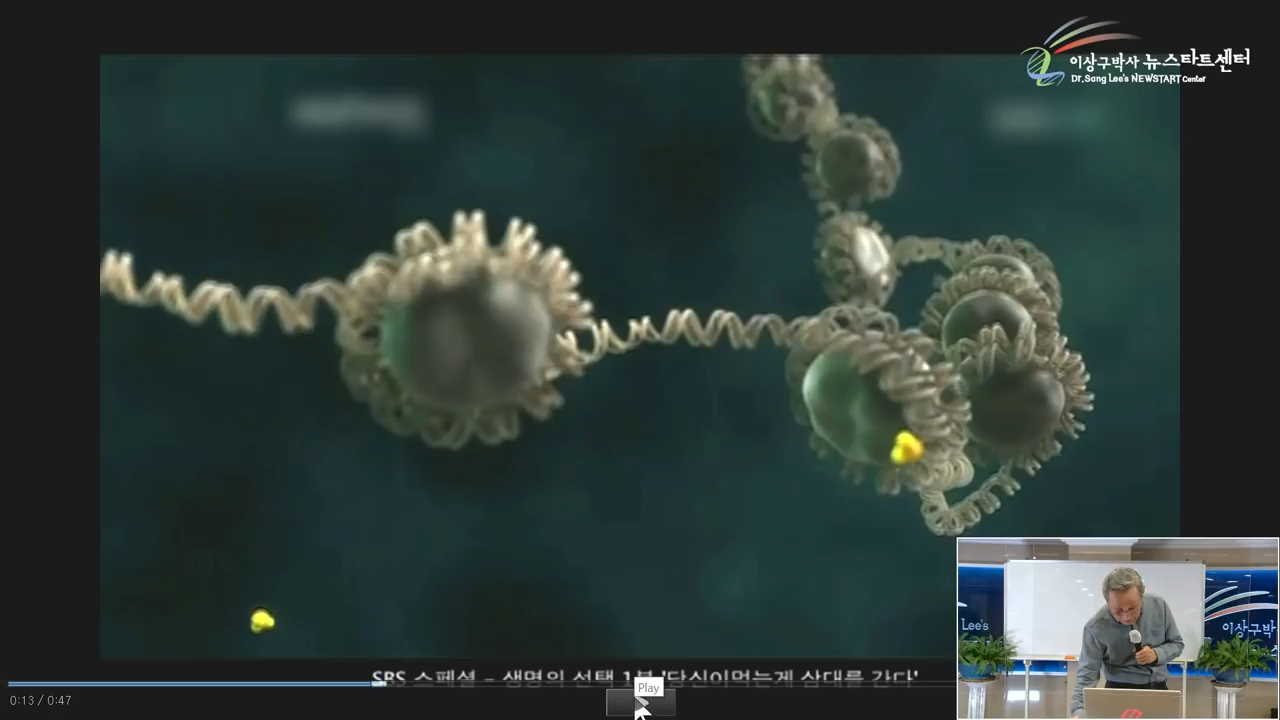 이상구박사 뉴스타트센터
Dr. Sang Lee's NEWSTART Center
SBS 스페셜 - 생명의 선택 1부 '당신이먹는게 삼대를 간다'
Play
0:13 / 0:47
Lee's
이상구박